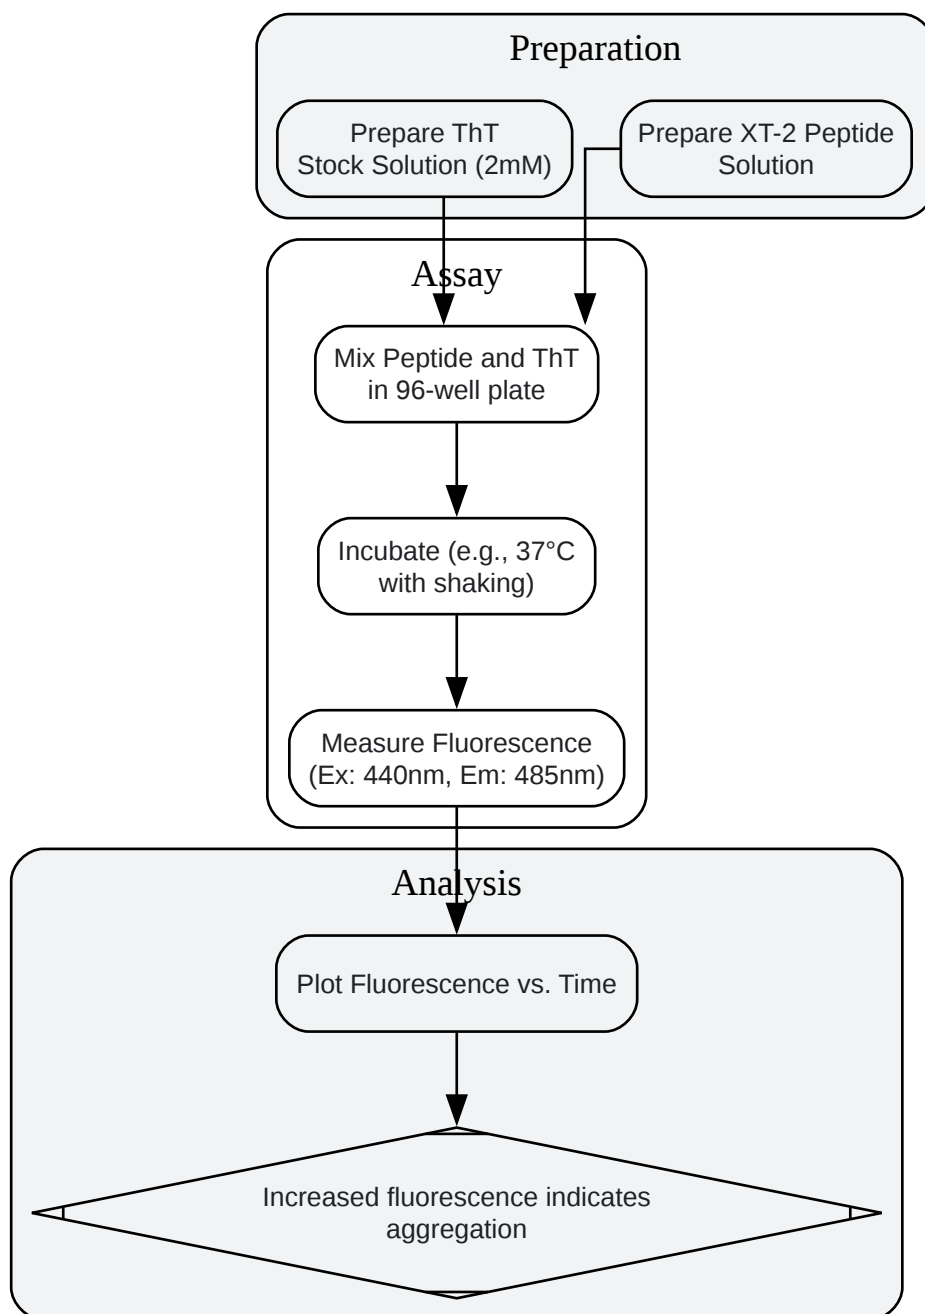 Preparation
Prepare ThT
Stock Solution (2mM)
Prepare XT-2 Peptide
Solution
Assay
Mix Peptide and ThT
in 96-well plate
Incubate (e.g., 37°C
with shaking)
Measure Fluorescence
(Ex: 440nm, Em: 485nm)
Analysis
Plot Fluorescence vs. Time
Increased fluorescence indicates
aggregation